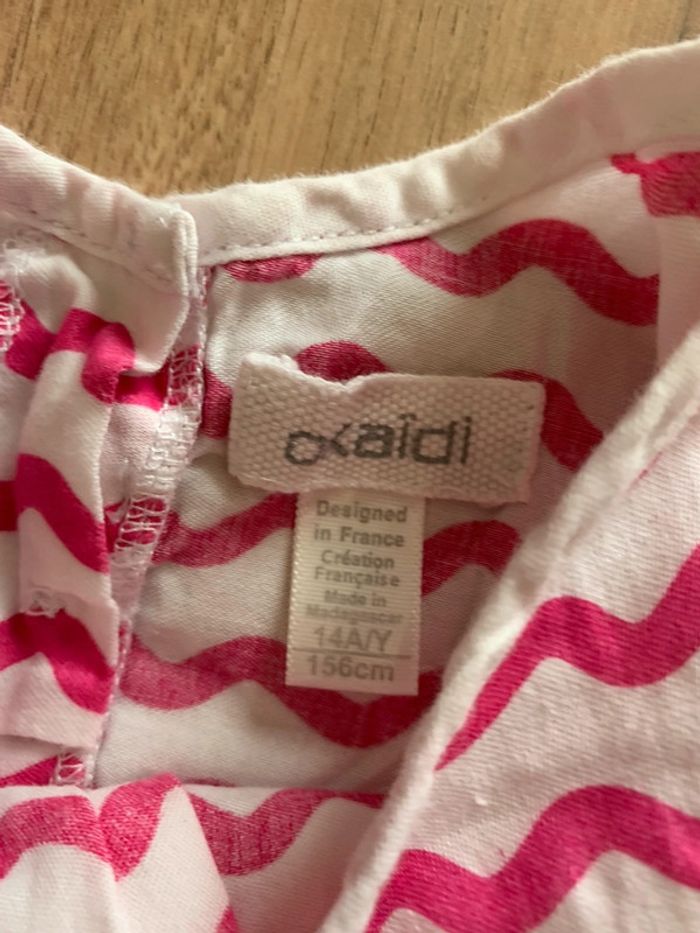 okaïdi
Designed
in France
Création
Française
Made in
Madagascar
14A/Y
156cm